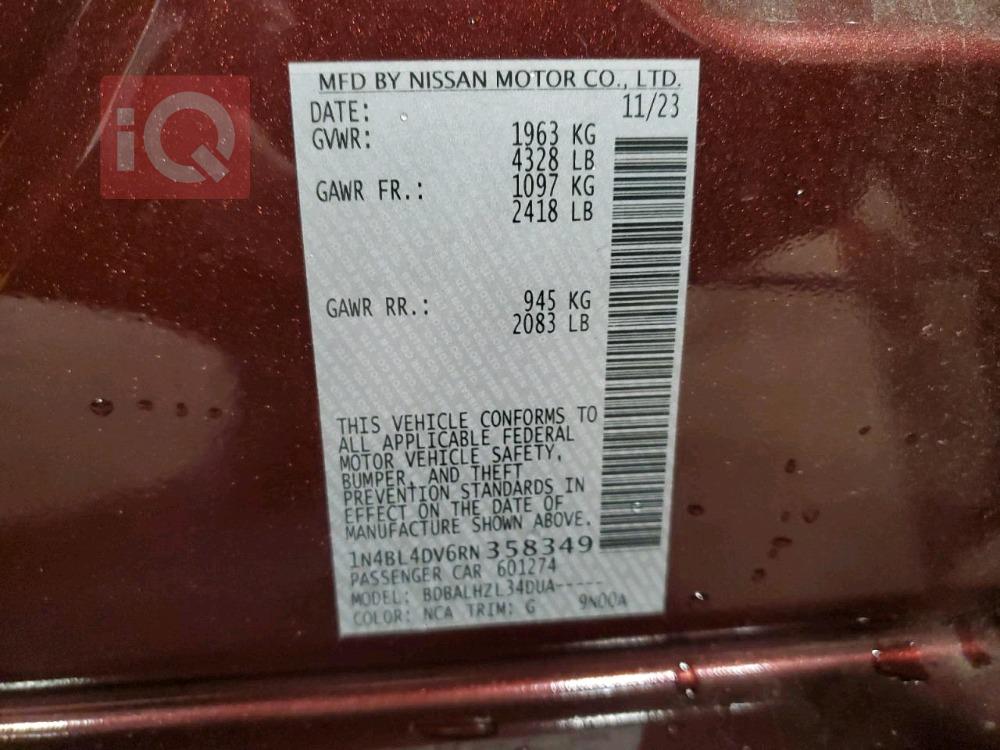 iQ
MFD BY NISSAN MOTOR CO., LTD.
DATE: 11/23
GVWR: 1963 KG
4328 LB
GAWR FR.: 1097 KG
2418 LB
GAWR RR.: 945 KG
2083 LB
THIS VEHICLE CONFORMS TO
ALL APPLICABLE FEDERAL
MOTOR VEHICLE SAFETY,
BUMPER, AND THEFT
PREVENTION STANDARDS IN
EFFECT ON THE DATE OF
MANUFACTURE SHOWN ABOVE.
1N4BL4DV6RN 358349
PASSENGER CAR 601274
MODEL: BDBALHZL34DUA-----
COLOR: NCA TRIM: G 9N00A